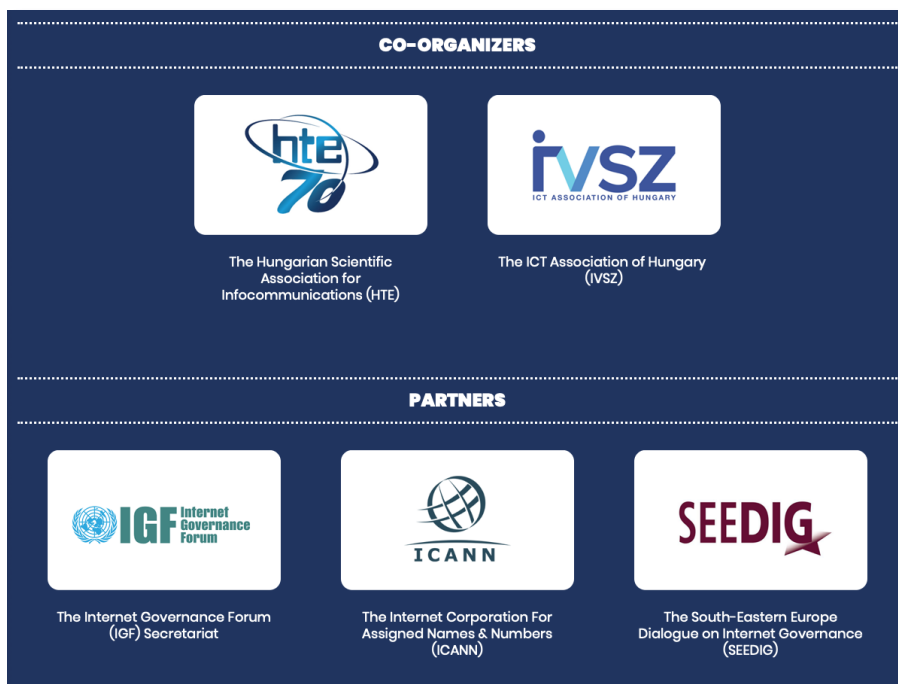 CO-ORGANIZERS
hte
70
iVSZ
ICT ASSOCIATION OF HUNGARY
The Hungarian Scientific
Association for
Infocommunications (HTE)
The ICT Association of Hungary
(IVSZ)
PARTNERS
IGF Internet
Governance
Forum
ICANN
SEEDIG
The Internet Governance Forum
(IGF) Secretariat
The Internet Corporation For
Assigned Names & Numbers
(ICANN)
The South-Eastern Europe
Dialogue on Internet Governance
(SEEDIG)